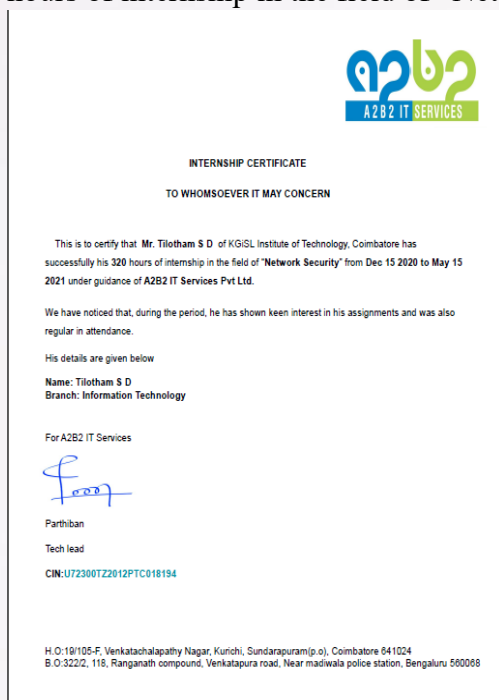 hours of internship in the field of
a2b2
A2B2 IT SERVICES
INTERNSHIP CERTIFICATE
TO WHOMSOEVER IT MAY CONCERN
This is to certify that Mr. Tilotham S D of KGiSL Institute of Technology, Coimbatore has
successfully his 320 hours of internship in the field of "Network Security" from Dec 15 2020 to May 15
2021 under guidance of A2B2 IT Services Pvt Ltd.
We have noticed that, during the period, he has shown keen interest in his assignments and was also
regular in attendance.
His details are given below
Name: Tilotham S D
Branch: Information Technology
For A2B2 IT Services
Parthiban
Tech lead
CIN:U72300TZ2012PTC018194
H.O:19/105-F, Venkatachalapathy Nagar, Kurichi, Sundarapuram(p.o), Coimbatore 641024
B.O:322/2, 118, Ranganath compound, Venkatapura road, Near madiwala police station, Bengaluru 560068